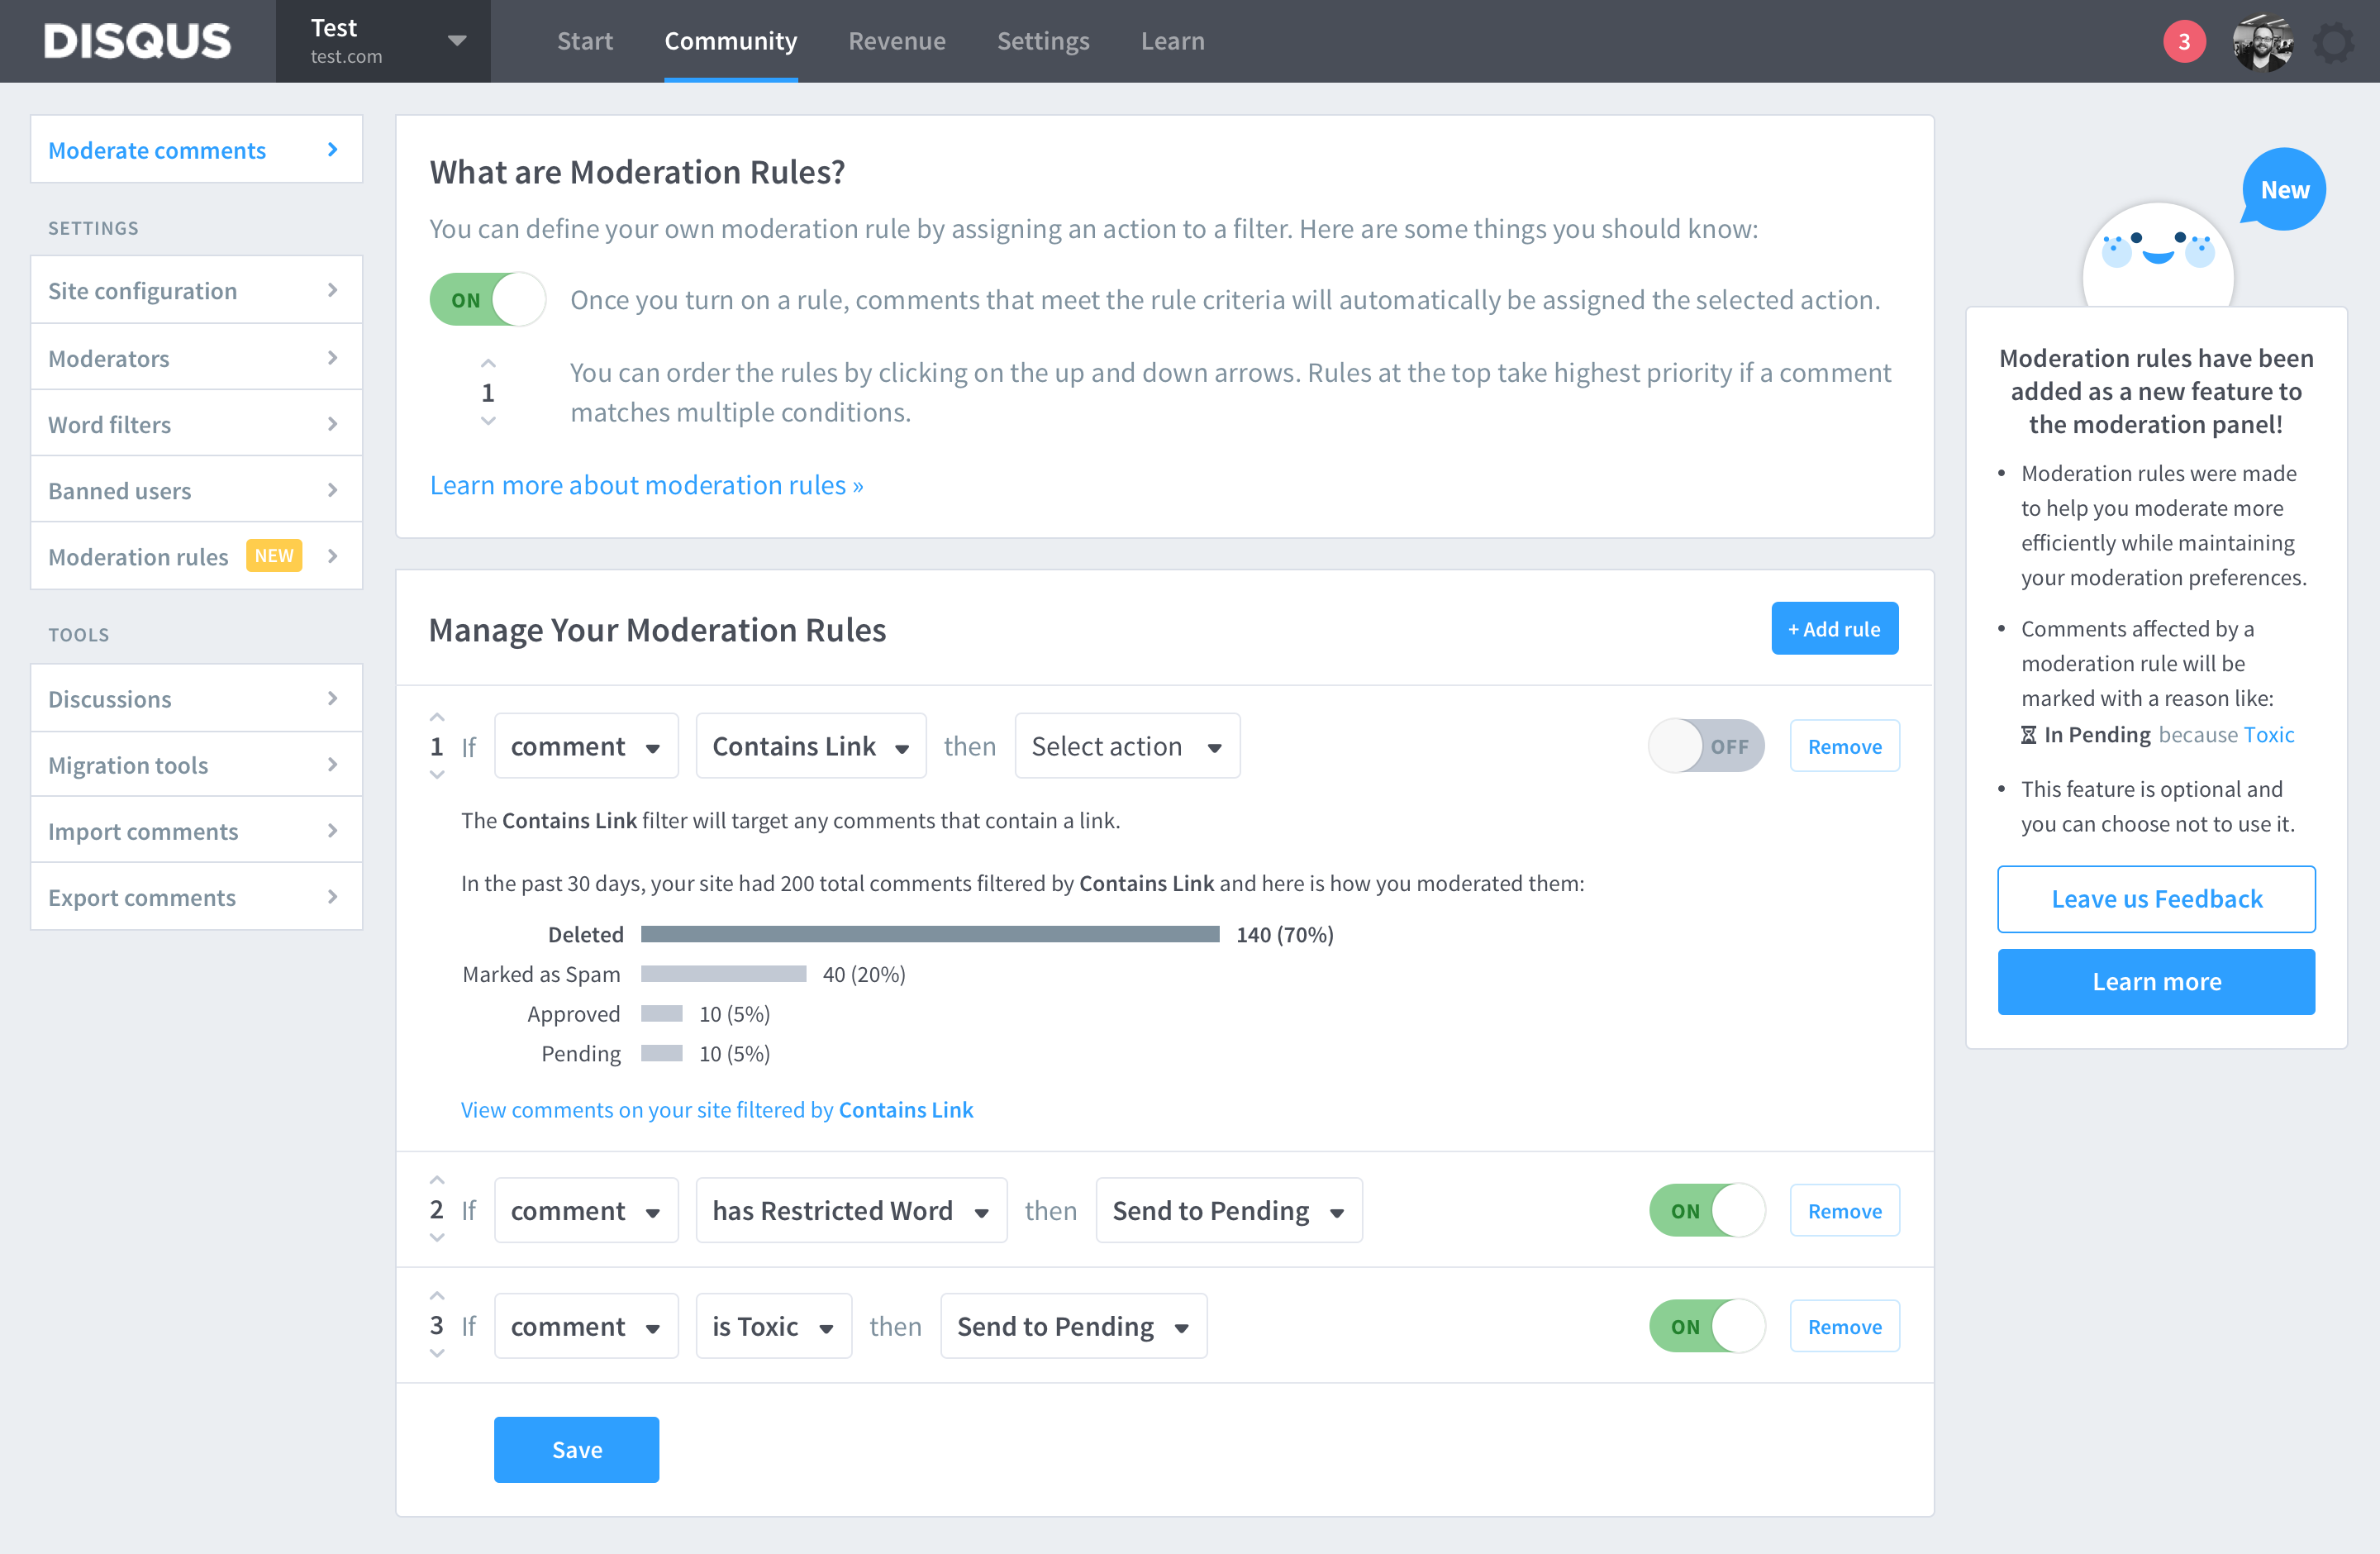 DISQUS
Test
test.com
Start
Community
Revenue
Settings
Learn
3
Moderate comments
SETTINGS
Site configuration
Moderators
Word filters
Banned users
Moderation rules NEW
TOOLS
Discussions
Migration tools
Import comments
Export comments
What are Moderation Rules?
You can define your own moderation rule by assigning an action to a filter. Here are some things you should know:
ON Once you turn on a rule, comments that meet the rule criteria will automatically be assigned the selected action.
1
You can order the rules by clicking on the up and down arrows. Rules at the top take highest priority if a comment
matches multiple conditions.
Learn more about moderation rules »
Manage Your Moderation Rules
+ Add rule
1 If comment Contains Link then Select action OFF Remove
The Contains Link filter will target any comments that contain a link.
In the past 30 days, your site had 200 total comments filtered by Contains Link and here is how you moderated them:
Deleted 140 (70%)
Marked as Spam 40 (20%)
Approved 10 (5%)
Pending 10 (5%)
View comments on your site filtered by Contains Link
2 If comment has Restricted Word then Send to Pending ON Remove
3 If comment is Toxic then Send to Pending ON Remove
Save
New
Moderation rules have been
added as a new feature to
the moderation panel!
• Moderation rules were made
to help you moderate more
efficiently while maintaining
your moderation preferences.
• Comments affected by a
moderation rule will be
marked with a reason like:
In Pending because Toxic
• This feature is optional and
you can choose not to use it.
Leave us Feedback
Learn more